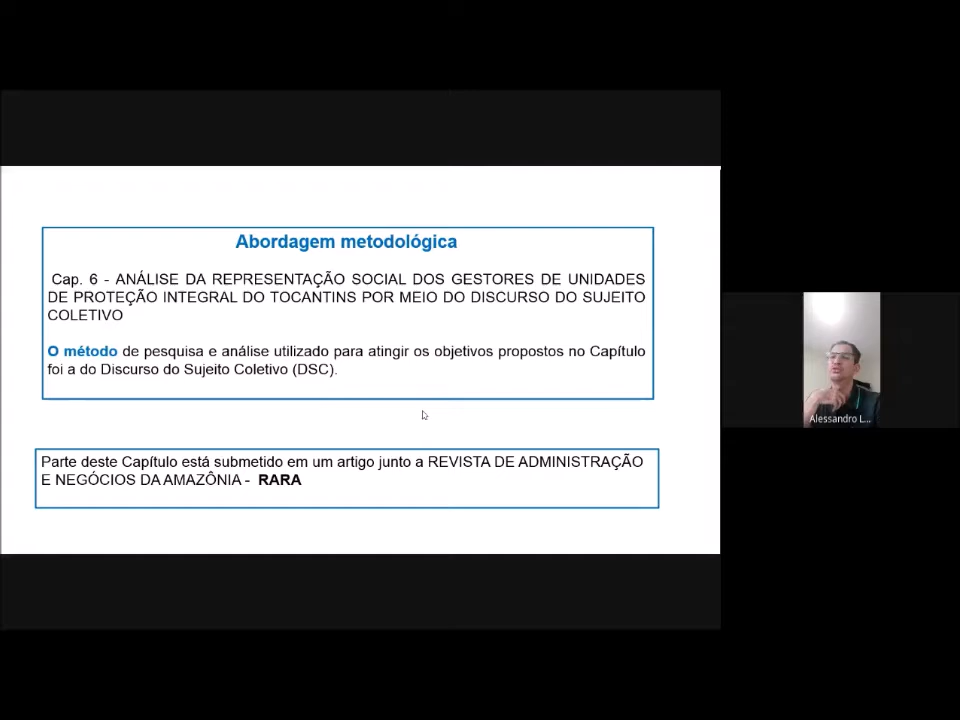 Abordagem metodológica
Cap. 6 - ANÁLISE DA REPRESENTAÇÃO SOCIAL DOS GESTORES DE UNIDADES
DE PROTEÇÃO INTEGRAL DO TOCANTINS POR MEIO DO DISCURSO DO SUJEITO
COLETIVO
O método de pesquisa e análise utilizado para atingir os objetivos propostos no Capítulo
foi a do Discurso do Sujeito Coletivo (DSC).
Parte deste Capítulo está submetido em um artigo junto a REVISTA DE ADMINISTRAÇÃO
E NEGÓCIOS DA AMAZÔNIA - RARA
Alessandro L...